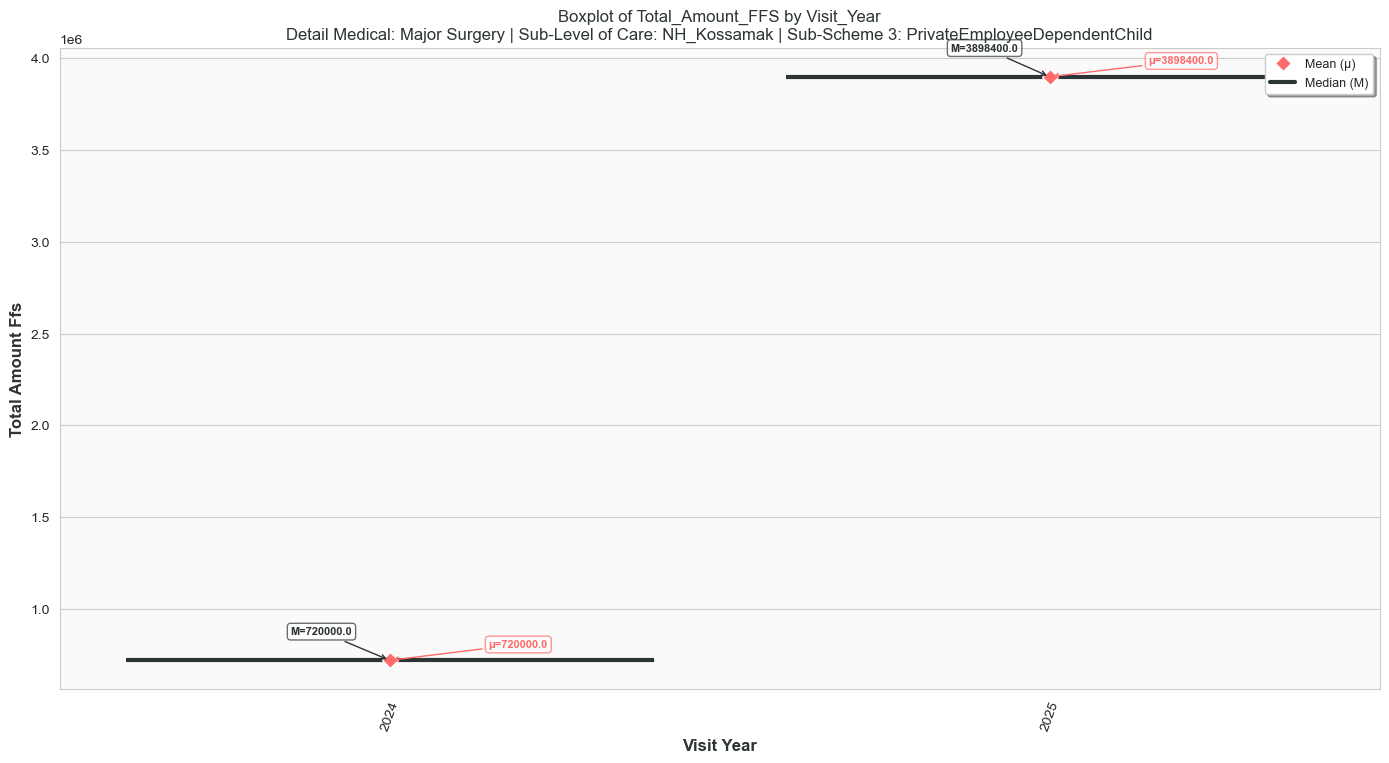 Boxplot of Total_Amount_FFS by Visit_Year
Detail Medical: Major Surgery | Sub-Level of Care: NH_Kossamak | Sub-Scheme 3: PrivateEmployeeDependentChild
1e6
4.0
3.5
3.0
2.5
2.0
1.5
1.0
Total Amount Ffs
M=3898400.0
μ=3898400.0
Mean (μ)
Median (M)
M=720000.0
μ=720000.0
2024
2025
Visit Year